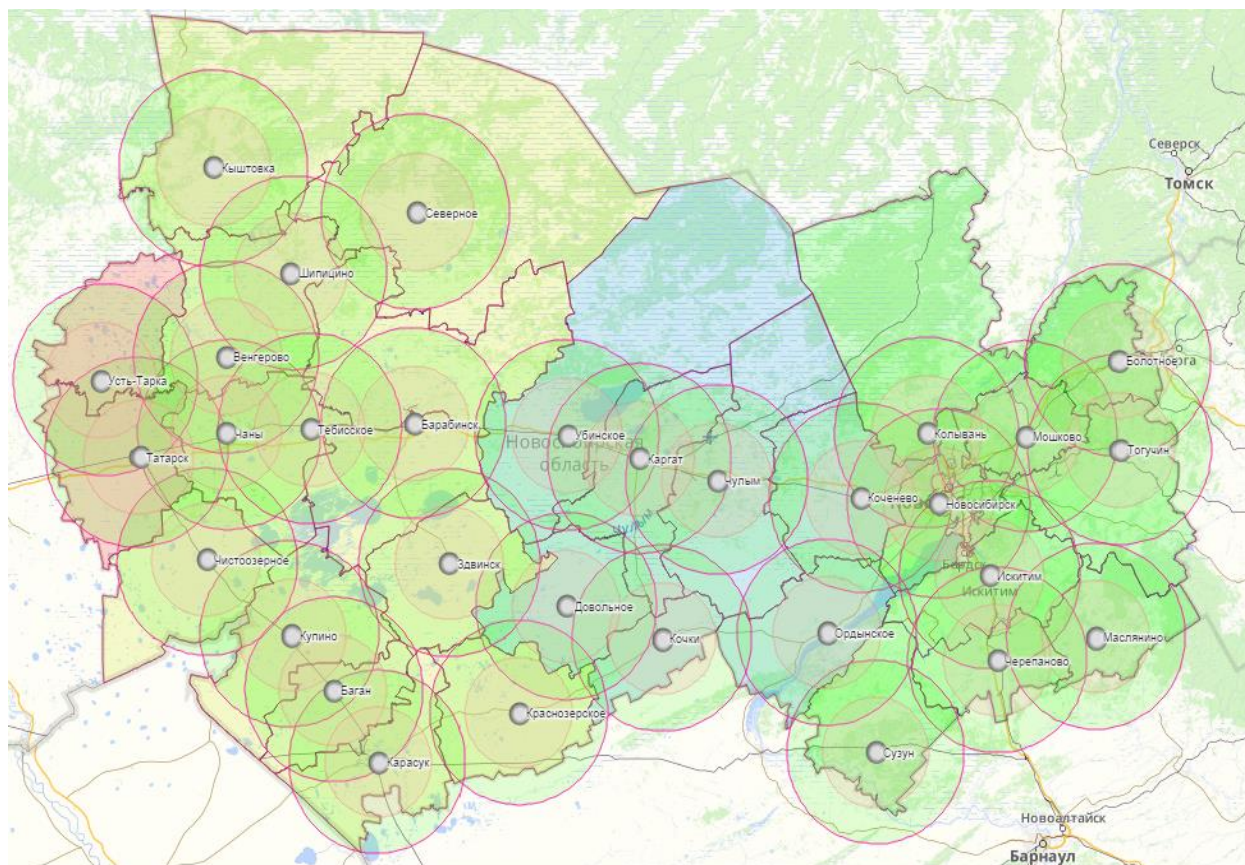 Северск
Томск
Кыштовка
Северное
Шипицино
Венгерово
Усть-Тарка
Болотное
Барабинск
Тебисское
Чаны
Убинское
Новосибирская
область
Колывань
Мошково
Тогучин
Татарск
Каргат
Чулым
Коченево
Новосибирск
Чулым
Чистоозерное
Здвинск
Бердск
Искитим
Искитим
Довольное
Купино
Кочки
Ордынское
Маслянино
Черепаново
Баган
Краснозерское
Карасук
Сузун
Новоалтайск
Барнаул